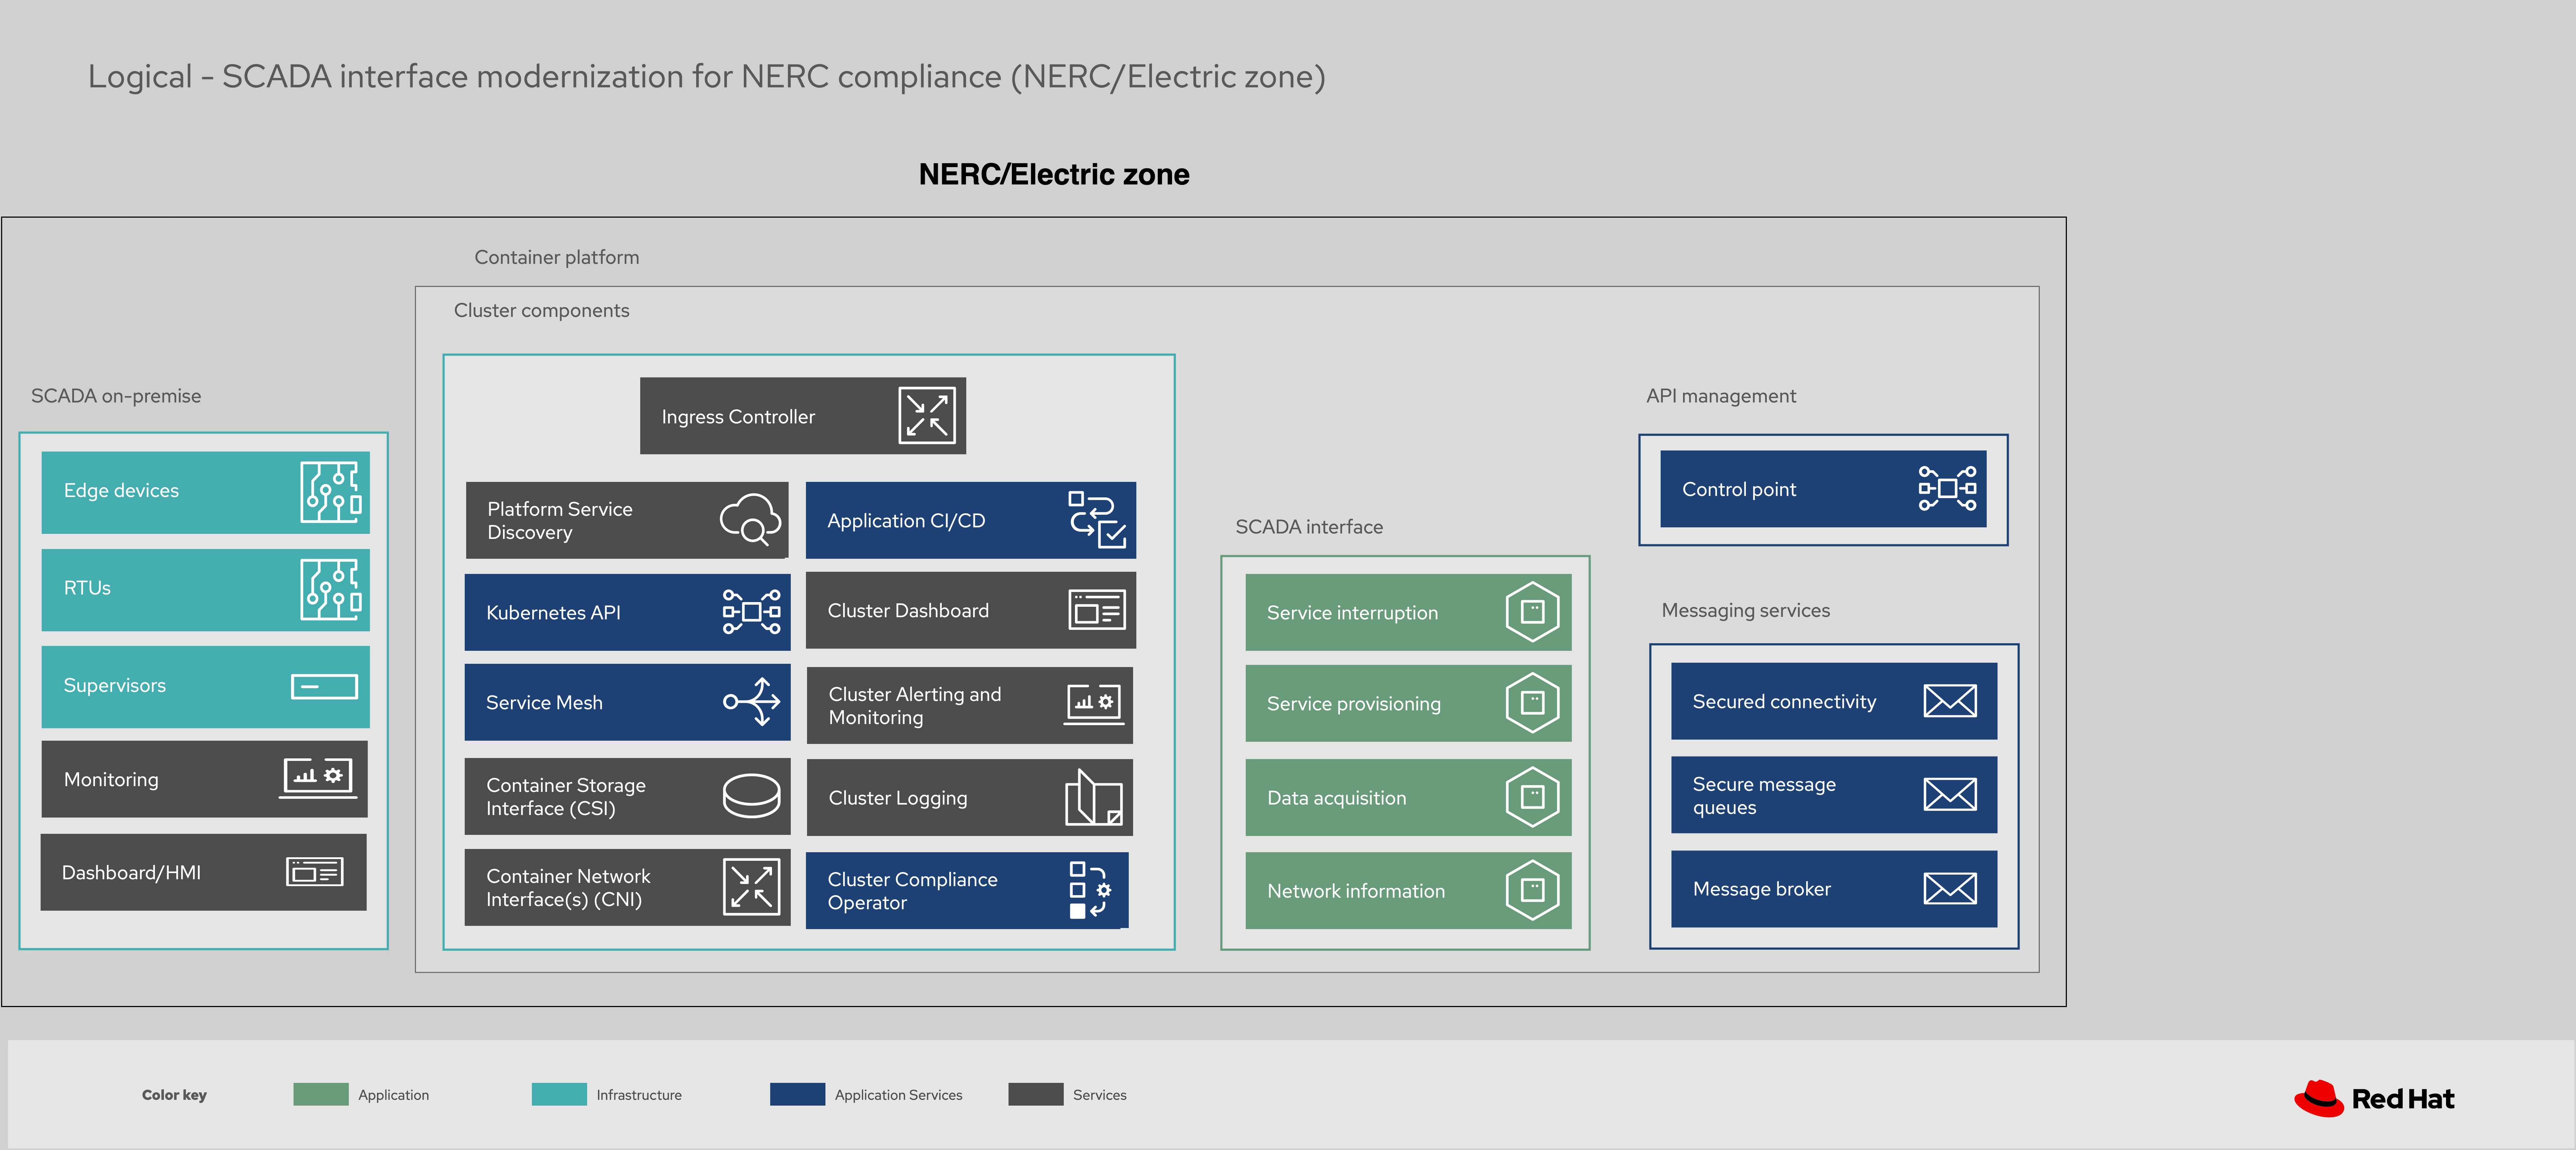 Logical - SCADA interface modernization for NERC compliance (NERC/Electric zone)
NERC/Electric zone
SCADA on-premise
Edge devices
RTUs
Supervisors
Monitoring
Dashboard/HMI
Container platform
Cluster components
Ingress Controller
Platform Service
Discovery
Kubernetes API
Service Mesh
Container Storage
Interface (CSI)
Container Network
Interface(s) (CNI)
Application CI/CD
Cluster Dashboard
Cluster Alerting and
Monitoring
Cluster Logging
Cluster Compliance
Operator
SCADA interface
Service interruption
Service provisioning
Data acquisition
Network information
API management
Control point
Messaging services
Secured connectivity
Secure message
queues
Message broker
Color key
Application
Infrastructure
Application Services
Services
Red Hat